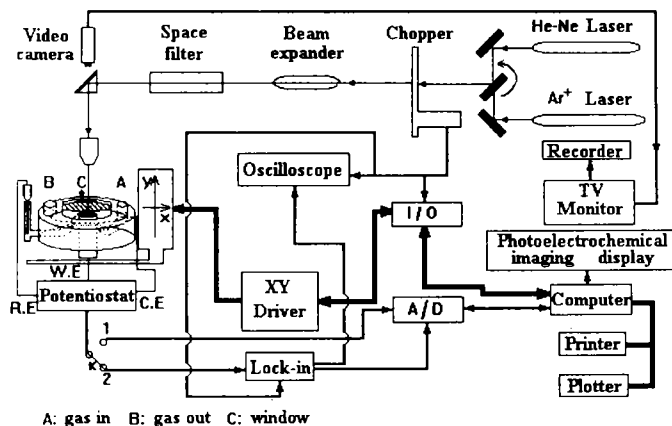 Video
camera
Space
filter
Beam
expander
Chopper
He-Ne Laser
Ar+ Laser
Recorder
TV
Monitor
Oscilloscope
I/O
Photoelectrochemical
imaging display
B C A
y
x
W.E
R.E
C.E
Potentiostat
XY
Driver
A/D
Computer
Printer
Plotter
1
K
2
Lock-in
A: gas in B: gas out C: window